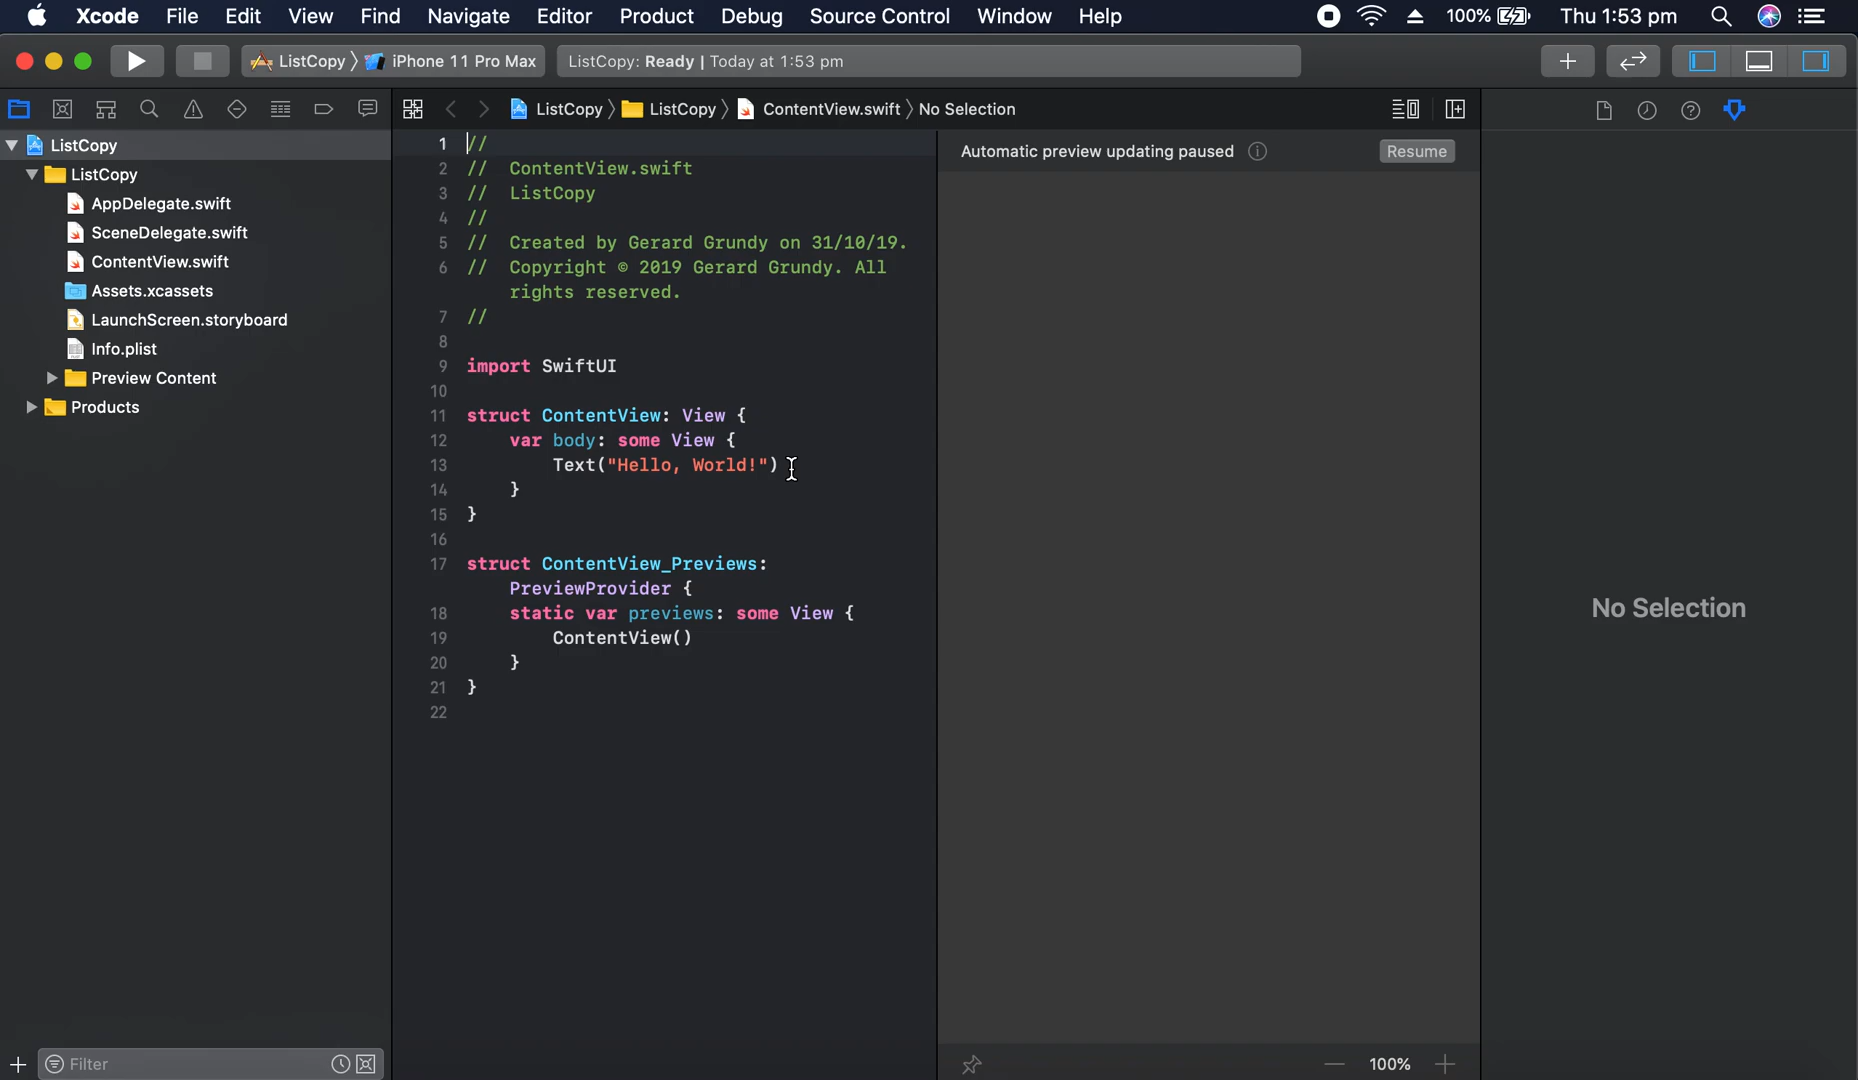 Xcode File Edit View Find Navigate Editor Product Debug Source Control Window Help 100% Thu 1:53 pm
ListCopy iPhone 11 Pro Max ListCopy: Ready | Today at 1:53 pm
ListCopy ListCopy ContentView.swift No Selection
ListCopy
ListCopy
AppDelegate.swift
SceneDelegate.swift
ContentView.swift
Assets.xcassets
LaunchScreen.storyboard
Info.plist
Preview Content
Products
Filter
1 //
2 // ContentView.swift
3 // ListCopy
4 //
5 // Created by Gerard Grundy on 31/10/19.
6 // Copyright © 2019 Gerard Grundy. All
rights reserved.
7 //
8
9 import SwiftUI
10
11 struct ContentView: View {
12 var body: some View {
13 Text("Hello, World!")
14 }
15 }
16
17 struct ContentView_Previews:
PreviewProvider {
18 static var previews: some View {
19 ContentView()
20 }
21 }
22
Automatic preview updating paused Resume
100%
No Selection